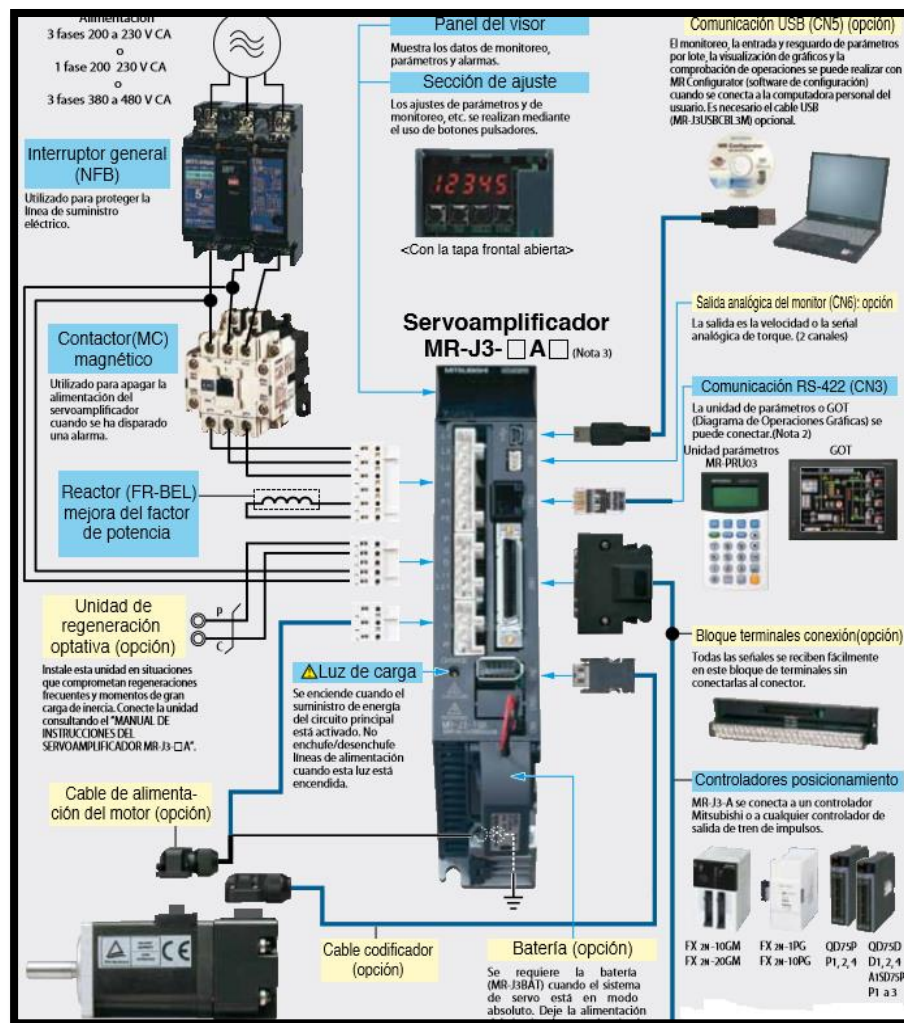 Alimentación
3 fases 200 a 230 V CA
o
1 fase 200 230 V CA
o
3 fases 380 a 480 V CA
Interruptor general
(NFB)
Utilizado para proteger la
línea de suministro
eléctrico.
Contactor(MC)
magnético
Utilizado para apagar la
alimentación del
servoamplificador
cuando se ha disparado
una alarma.
Reactor (FR-BEL)
mejora del factor
de potencia
Unidad de
regeneración
optativa (opción)
P
C
Instale esta unidad en situaciones
que comprometan regeneraciones
frecuentes y momentos de gran
carga de inercia. Conecte la unidad
consultando el "MANUAL DE
INSTRUCCIONES DEL
SERVOAMPLIFICADOR MR-J3-□A".
Cable de alimenta-
ción del motor (opción)
Panel del visor
Muestra los datos de monitoreo,
parámetros y alarmas.
Sección de ajuste
Los ajustes de parámetros y de
monitoreo, etc. se realizan mediante
el uso de botones pulsadores.
12345
<Con la tapa frontal abierta>
Servoamplificador
MR-J3-□A□ (Nota 3)
MITSUBISHI
Luz de carga
Se enciende cuando el
suministro de energía
del circuito principal
está activado. No
enchufe/desenchufe
líneas de alimentación
cuando esta luz está
encendida.
Cable codificador
(opción)
Batería (opción)
Se requiere la batería
(MR-J3BAT) cuando el sistema
de servo está en modo
absoluto. Deje la alimentación
Comunicación USB (CN5) (opción)
El monitoreo, la entrada y resguardo de parámetros
por lote, la visualización de gráficos y la
comprobación de operaciones se puede realizar con
MR Configurator (software de configuración)
cuando se conecta a la computadora personal del
usuario. Es necesario el cable USB
(MR-J3USBCBL3M) opcional.
MR Configurator
Salida analógica del monitor (CN6): opción
La salida es la velocidad o la señal
analógica de torque. (2 canales)
Comunicación RS-422 (CN3)
La unidad de parámetros o GOT
(Diagrama de Operaciones Gráficas) se
puede conectar.(Nota 2)
Unidad parámetros
MR-PRU03
GOT
Bloque terminales conexión(opción)
Todas las señales se reciben fácilmente
en este bloque de terminales sin
conectarlas al conector.
Controladores posicionamiento
MR-J3-A se conecta a un controlador
Mitsubishi o a cualquier controlador de
salida de tren de impulsos.
FX 2N-10GM FX 2N-1PG QD75P QD75D
FX 2N-20GM FX 2N-10PG P1, 2, 4 D1, 2, 4
A1SD75P
P1 a 3
CE